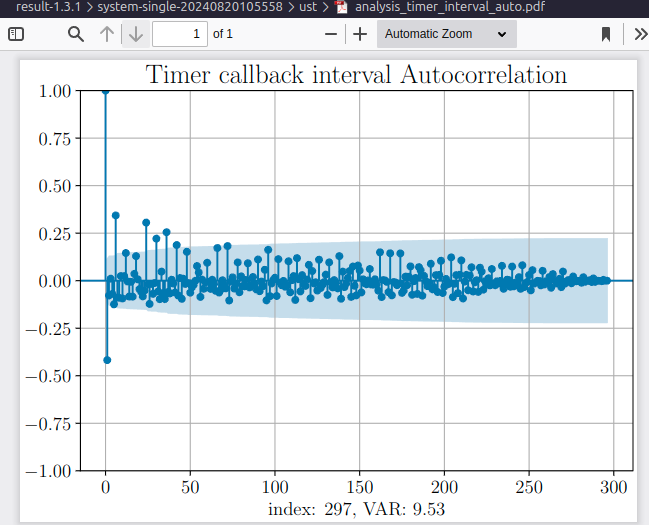 result-1.3.1 > system-single-20240820105558 > ust > analysis_timer_interval_auto.pdf
1 of 1 − + Automatic Zoom
Timer callback interval Autocorrelation
1.00
0.75
0.50
0.25
0.00
−0.25
−0.50
−0.75
−1.00
0 50 100 150 200 250 300
index: 297, VAR: 9.53